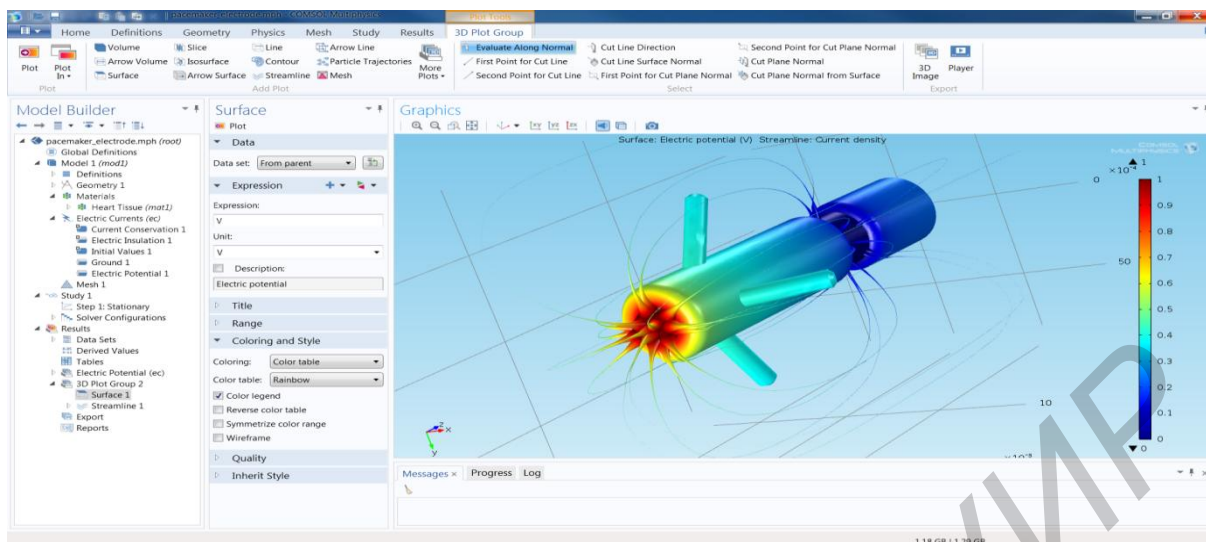 pacemaker_electrode.mph - COMSOL Multiphysics
Plot Tools
Home Definitions Geometry Physics Mesh Study Results 3D Plot Group
Plot
Plot In
Plot
Volume Slice Line Arrow Line
Arrow Volume Isosurface Contour Particle Trajectories
Surface Arrow Surface Streamline Mesh
More Plots
Add Plot
Evaluate Along Normal Cut Line Direction Second Point for Cut Plane Normal
First Point for Cut Line Cut Line Surface Normal Cut Plane Normal
Second Point for Cut Line First Point for Cut Plane Normal Cut Plane Normal from Surface
Select
3D Image
Player
Export
Model Builder
pacemaker_electrode.mph (root)
Global Definitions
Model 1 (mod1)
Definitions
Geometry 1
Materials
Heart Tissue (mat1)
Electric Currents (ec)
Current Conservation 1
Electric Insulation 1
Initial Values 1
Ground 1
Electric Potential 1
Mesh 1
Study 1
Step 1: Stationary
Solver Configurations
Results
Data Sets
Derived Values
Tables
Electric Potential (ec)
3D Plot Group 2
Surface 1
Streamline 1
Export
Reports
Surface
Plot
Data
Data set: From parent
Expression
Expression:
V
Unit:
V
Description:
Electric potential
Title
Range
Coloring and Style
Coloring: Color table
Color table: Rainbow
Color legend
Reverse color table
Symmetrize color range
Wireframe
Quality
Inherit Style
Graphics
Surface: Electric potential (V) Streamline: Current density
COMSOL
MULTIPHYSICS
▲ 1
0
1
0.9
0.8
0.7
50
0.6
0.5
0.4
0.3
0.2
10
0.1
0
▼ 0
z
x
y
Messages Progress Log
1.18 GB / 1.29 GB